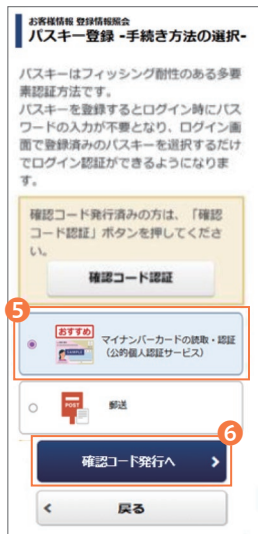 お客様情報 登録情報照会
パスキー登録 -手続き方法の選択-
パスキーはフィッシング耐性のある多要
素認証方法です。
パスキーを登録するとログイン時にパス
ワードの入力が不要となり、ログイン画
面で登録済みのパスキーを選択するだけ
でログイン認証ができるようになりま
す。
確認コード発行済みの方は、「確認
コード認証」ボタンを押してくださ
い。
確認コード認証
5
おすすめ
マイナンバーカードの読取・認証
（公的個人認証サービス）
POST
郵送
6
確認コード発行へ
戻る